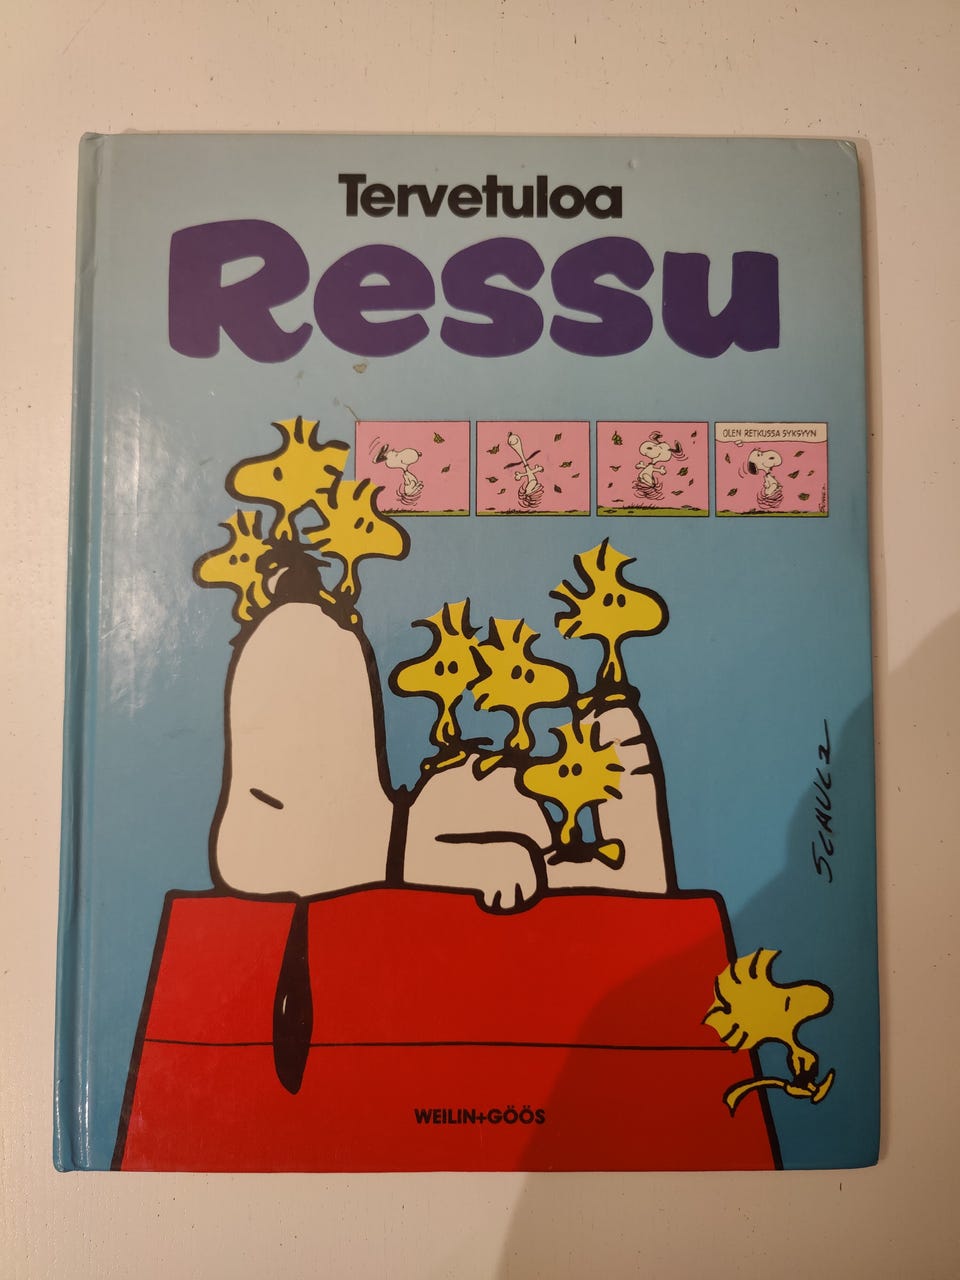 Tervetuloa
Ressu
OLEN RETKUSSA SYKSYYN
SCHULZ
WEILIN+GÖÖS